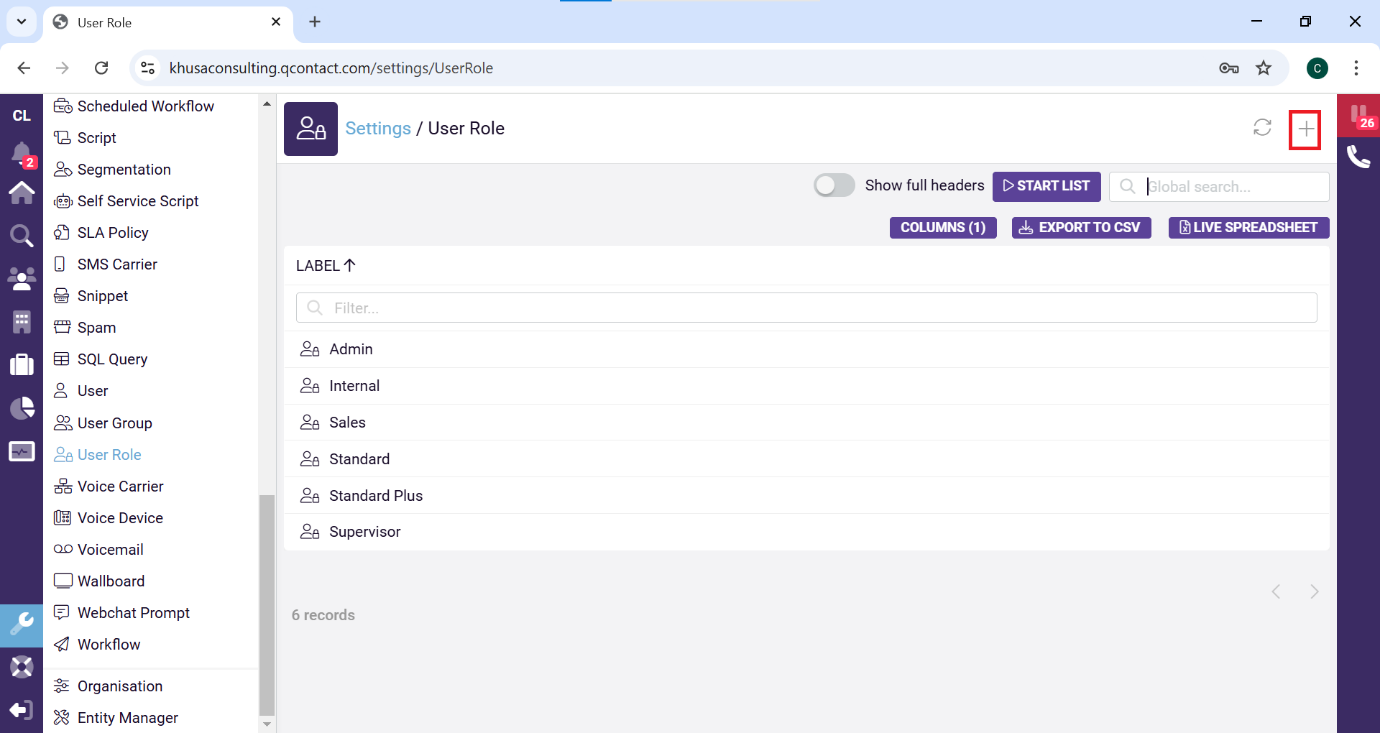 User Role
khusaconsulting.qcontact.com/settings/UserRole
C
CL
2
Scheduled Workflow
Script
Segmentation
Self Service Script
SLA Policy
SMS Carrier
Snippet
Spam
SQL Query
User
User Group
User Role
Voice Carrier
Voice Device
Voicemail
Wallboard
Webchat Prompt
Workflow
Organisation
Entity Manager
Settings / User Role
26
Show full headers
START LIST
Global search...
COLUMNS (1)
EXPORT TO CSV
LIVE SPREADSHEET
LABEL
Filter...
Admin
Internal
Sales
Standard
Standard Plus
Supervisor
6 records